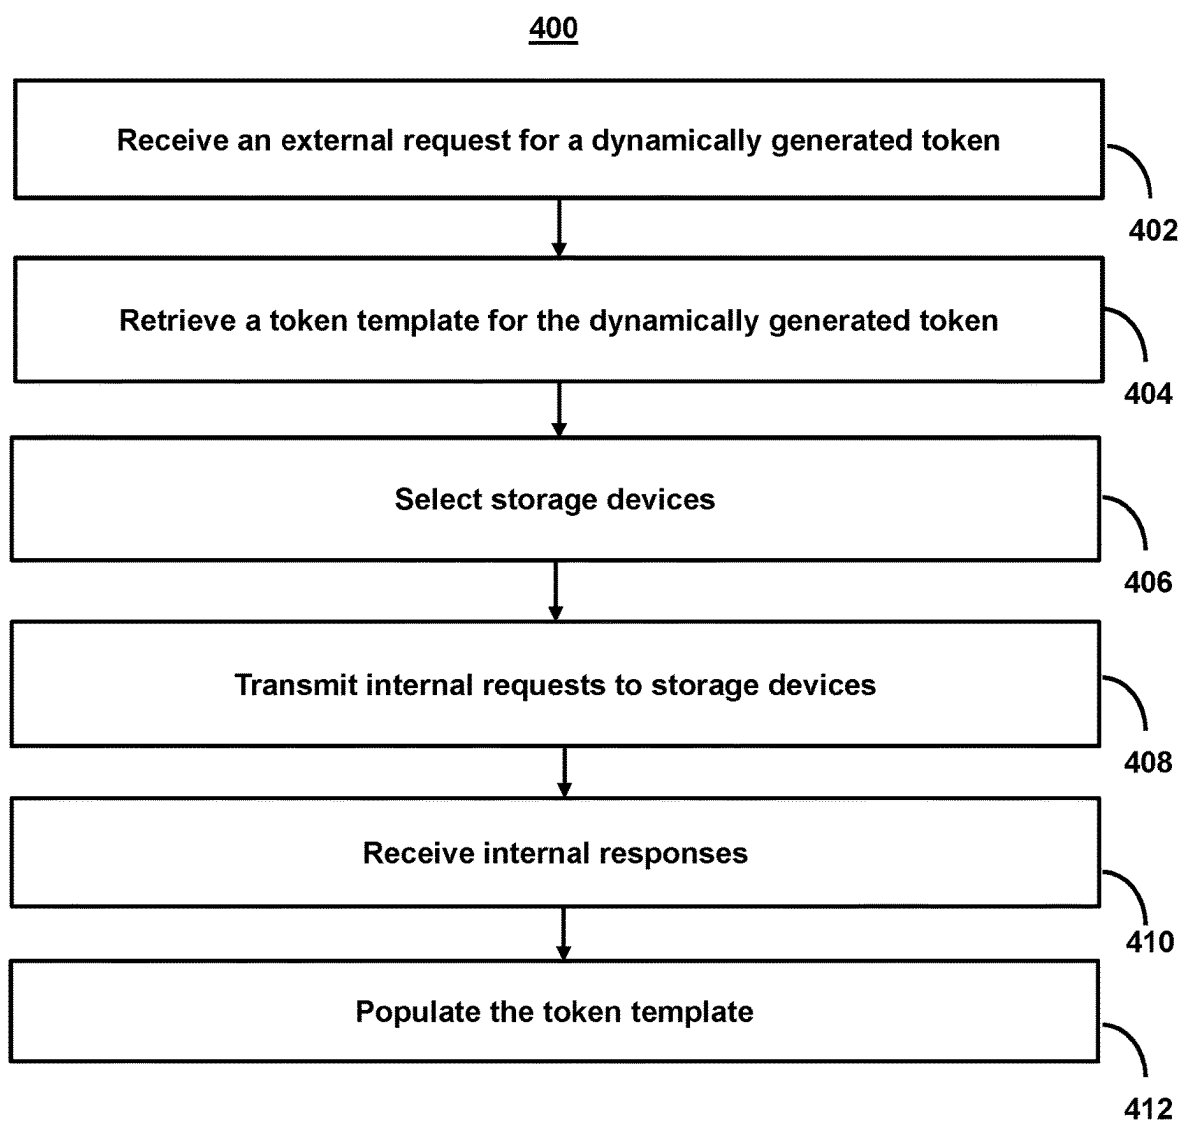 400
Receive an external request for a dynamically generated token
402
Retrieve a token template for the dynamically generated token
404
Select storage devices
406
Transmit internal requests to storage devices
408
Receive internal responses
410
Populate the token template
412